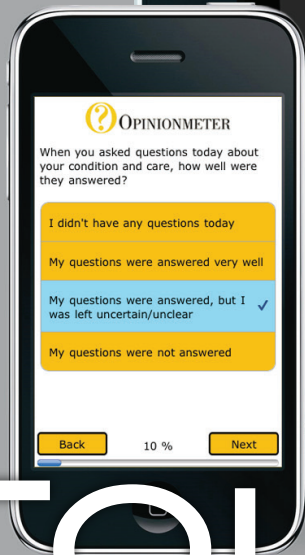 OPINIONMETER
When you asked questions today about
your condition and care, how well were
they answered?
I didn't have any questions today
My questions were answered very well
My questions were answered, but I
was left uncertain/unclear
My questions were not answered
Back 10 % Next